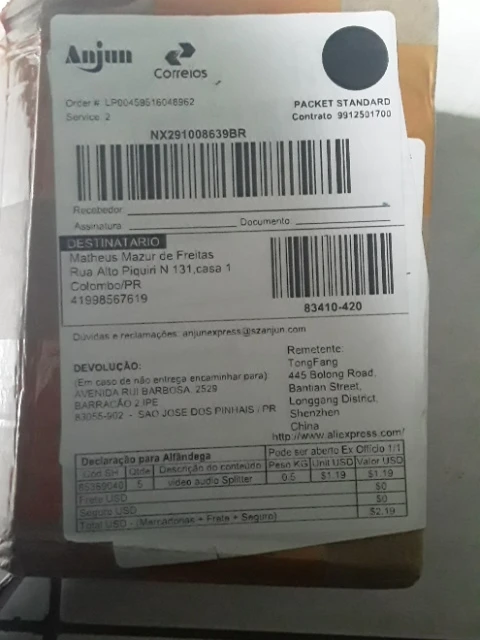 Anjun
Correios
Order #: LP00459516048962
Service: 2
PACKET STANDARD
Contrato 9912501700
NX291008639BR
Recebedor
Assinatura Documento
DESTINATÁRIO
Matheus Mazur de Freitas
Rua Alto Piquiri N 131,casa 1
Colombo/PR
41998567619
83410-420
Dúvidas e reclamações: anjunexpress@szanjun.com
DEVOLUÇÃO:
(Em caso de não entrega encaminhar para)
AVENIDA RUI BARBOSA, 2529
BARRACÃO 2 IPE
83055-902 - SAO JOSE DOS PINHAIS / PR
Remetente:
TongFang
445 Bolong Road,
Bantian Street,
Longgang District,
Shenzhen
China
http://www.aliexpress.com/
Declaração para Alfândega Pode ser aberto Ex Officio 1/1
Cod SH Qtde Descrição do conteúdo Peso KG Unit USD Valor USD
5 video audio Splitter 0.5 $1.19 $1.19
Frete USD $0
Seguro USD $0
Total USD - (Mercadorias + Frete + Seguro) $2.19